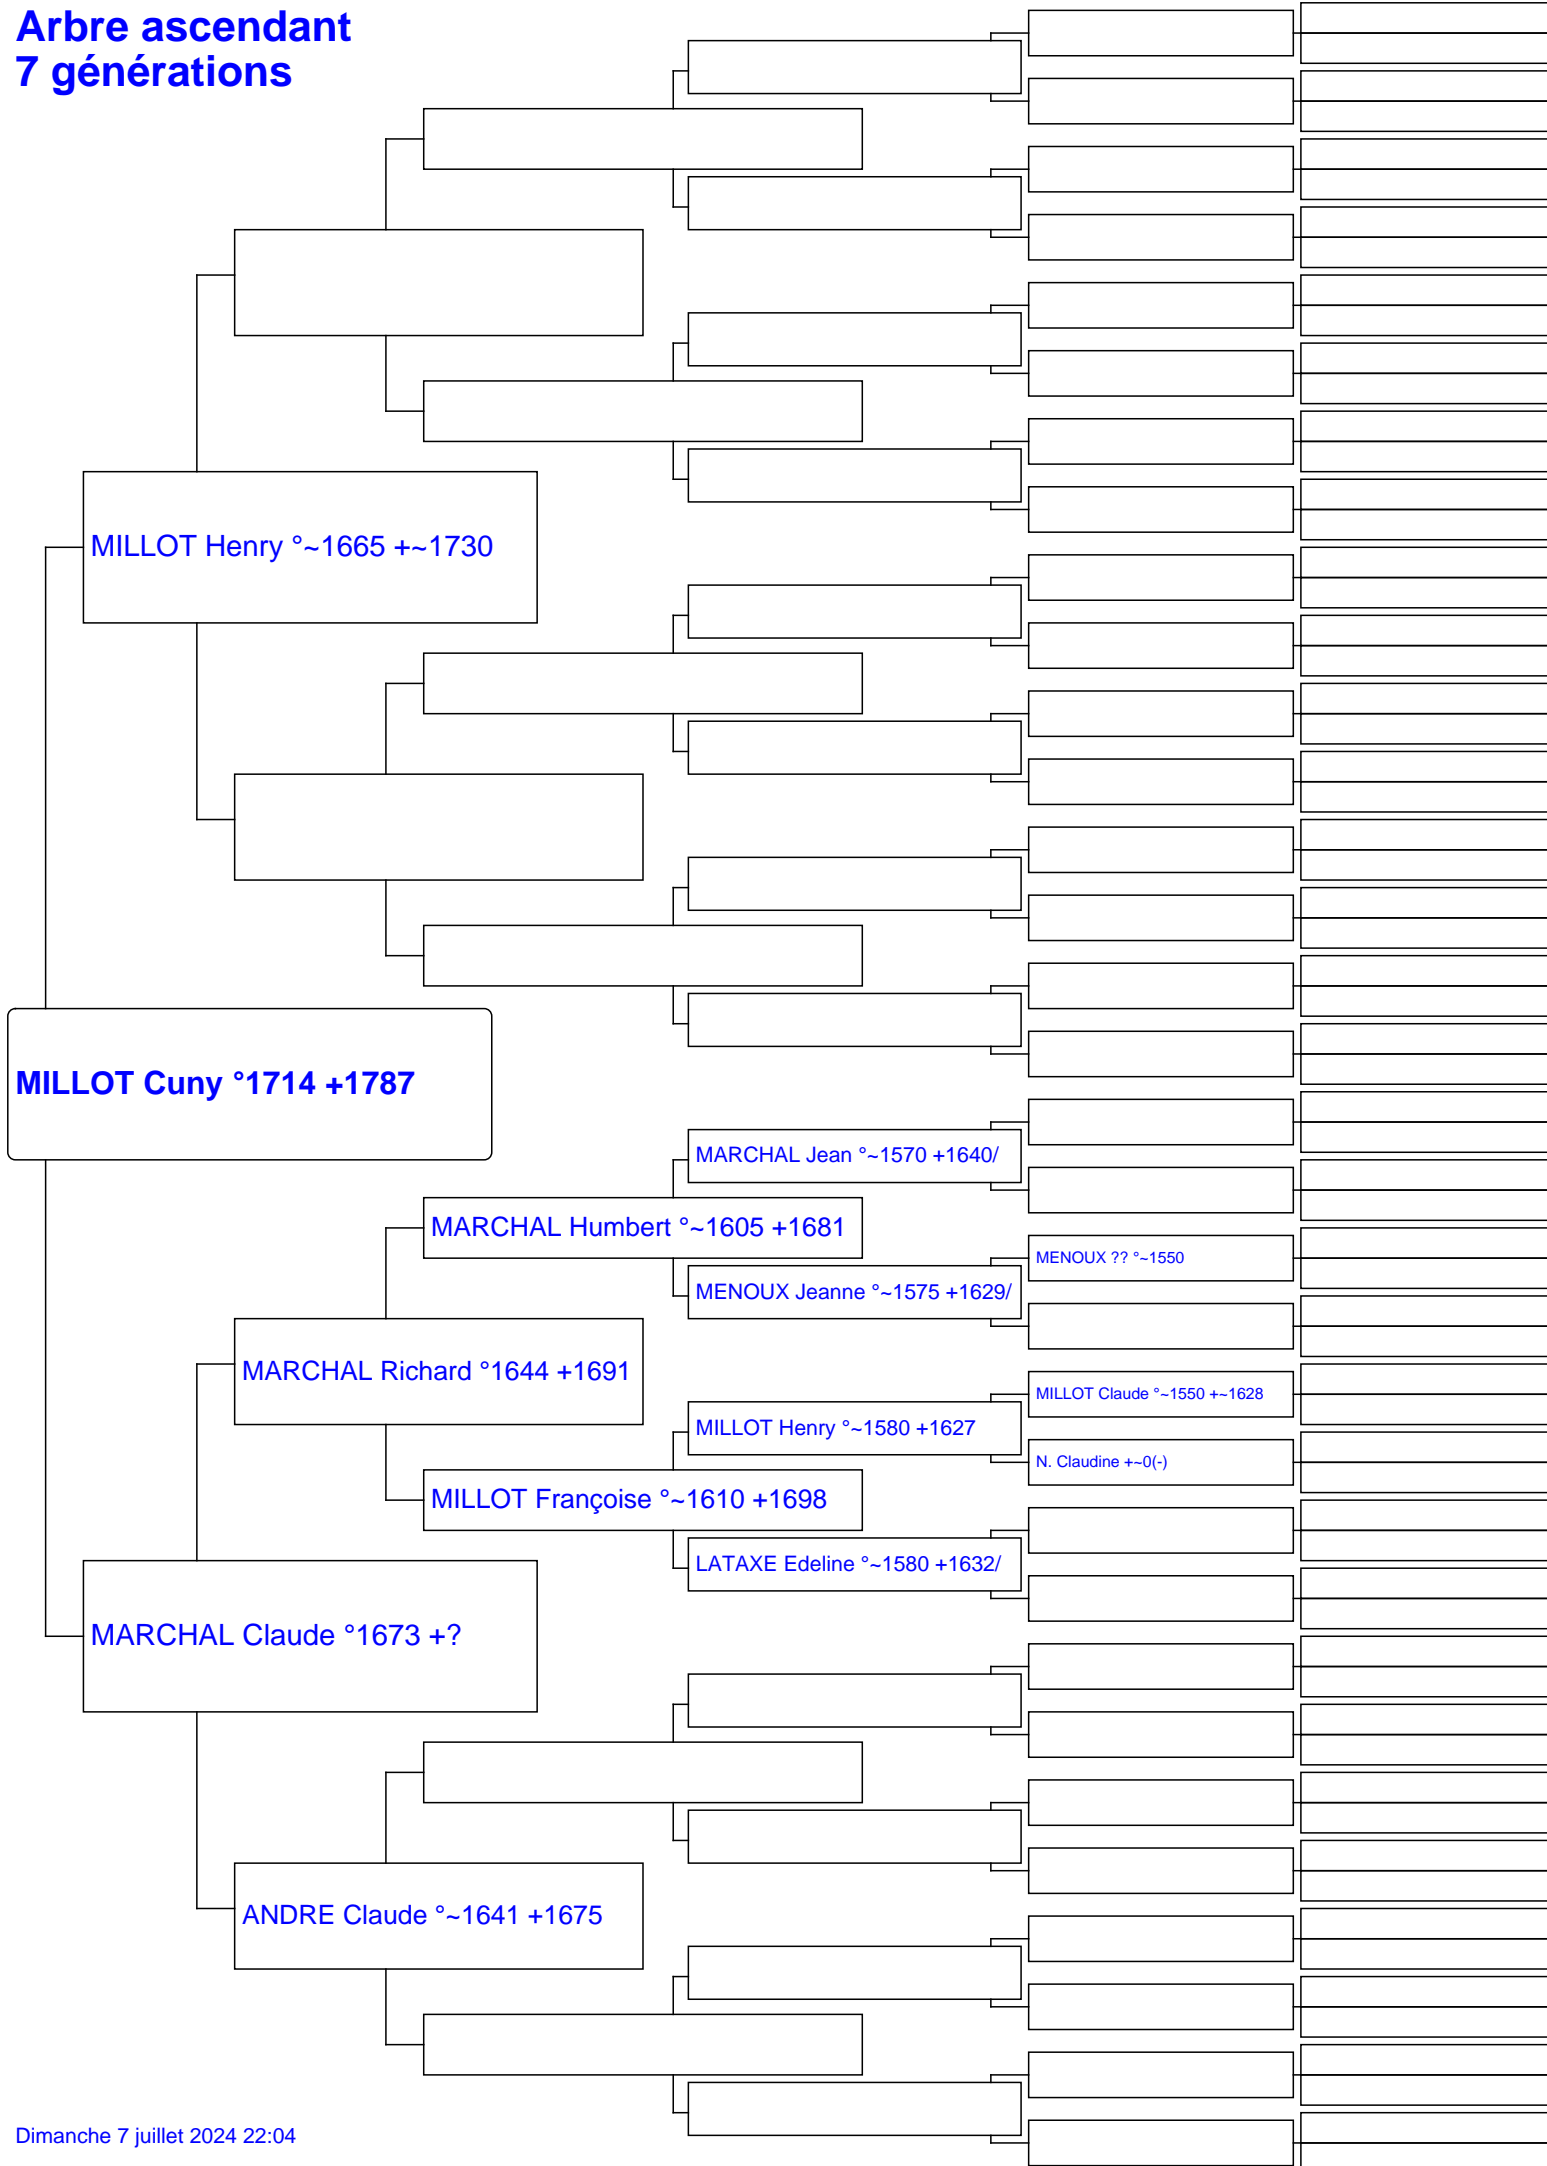 Arbre ascendant
7 générations
MILLOT Henry °~1665 +~1730
MILLOT Cuny °1714 +1787
MARCHAL Jean °~1570 +1640/
MARCHAL Humbert °~1605 +1681
MENOUX ?? °~1550
MENOUX Jeanne °~1575 +1629/
MARCHAL Richard °1644 +1691
MILLOT Claude °~1550 +~1628
MILLOT Henry °~1580 +1627
N. Claudine +~0(-)
MILLOT Françoise °~1610 +1698
LATAXE Edeline °~1580 +1632/
MARCHAL Claude °1673 +?
ANDRE Claude °~1641 +1675
Dimanche 7 juillet 2024 22:04